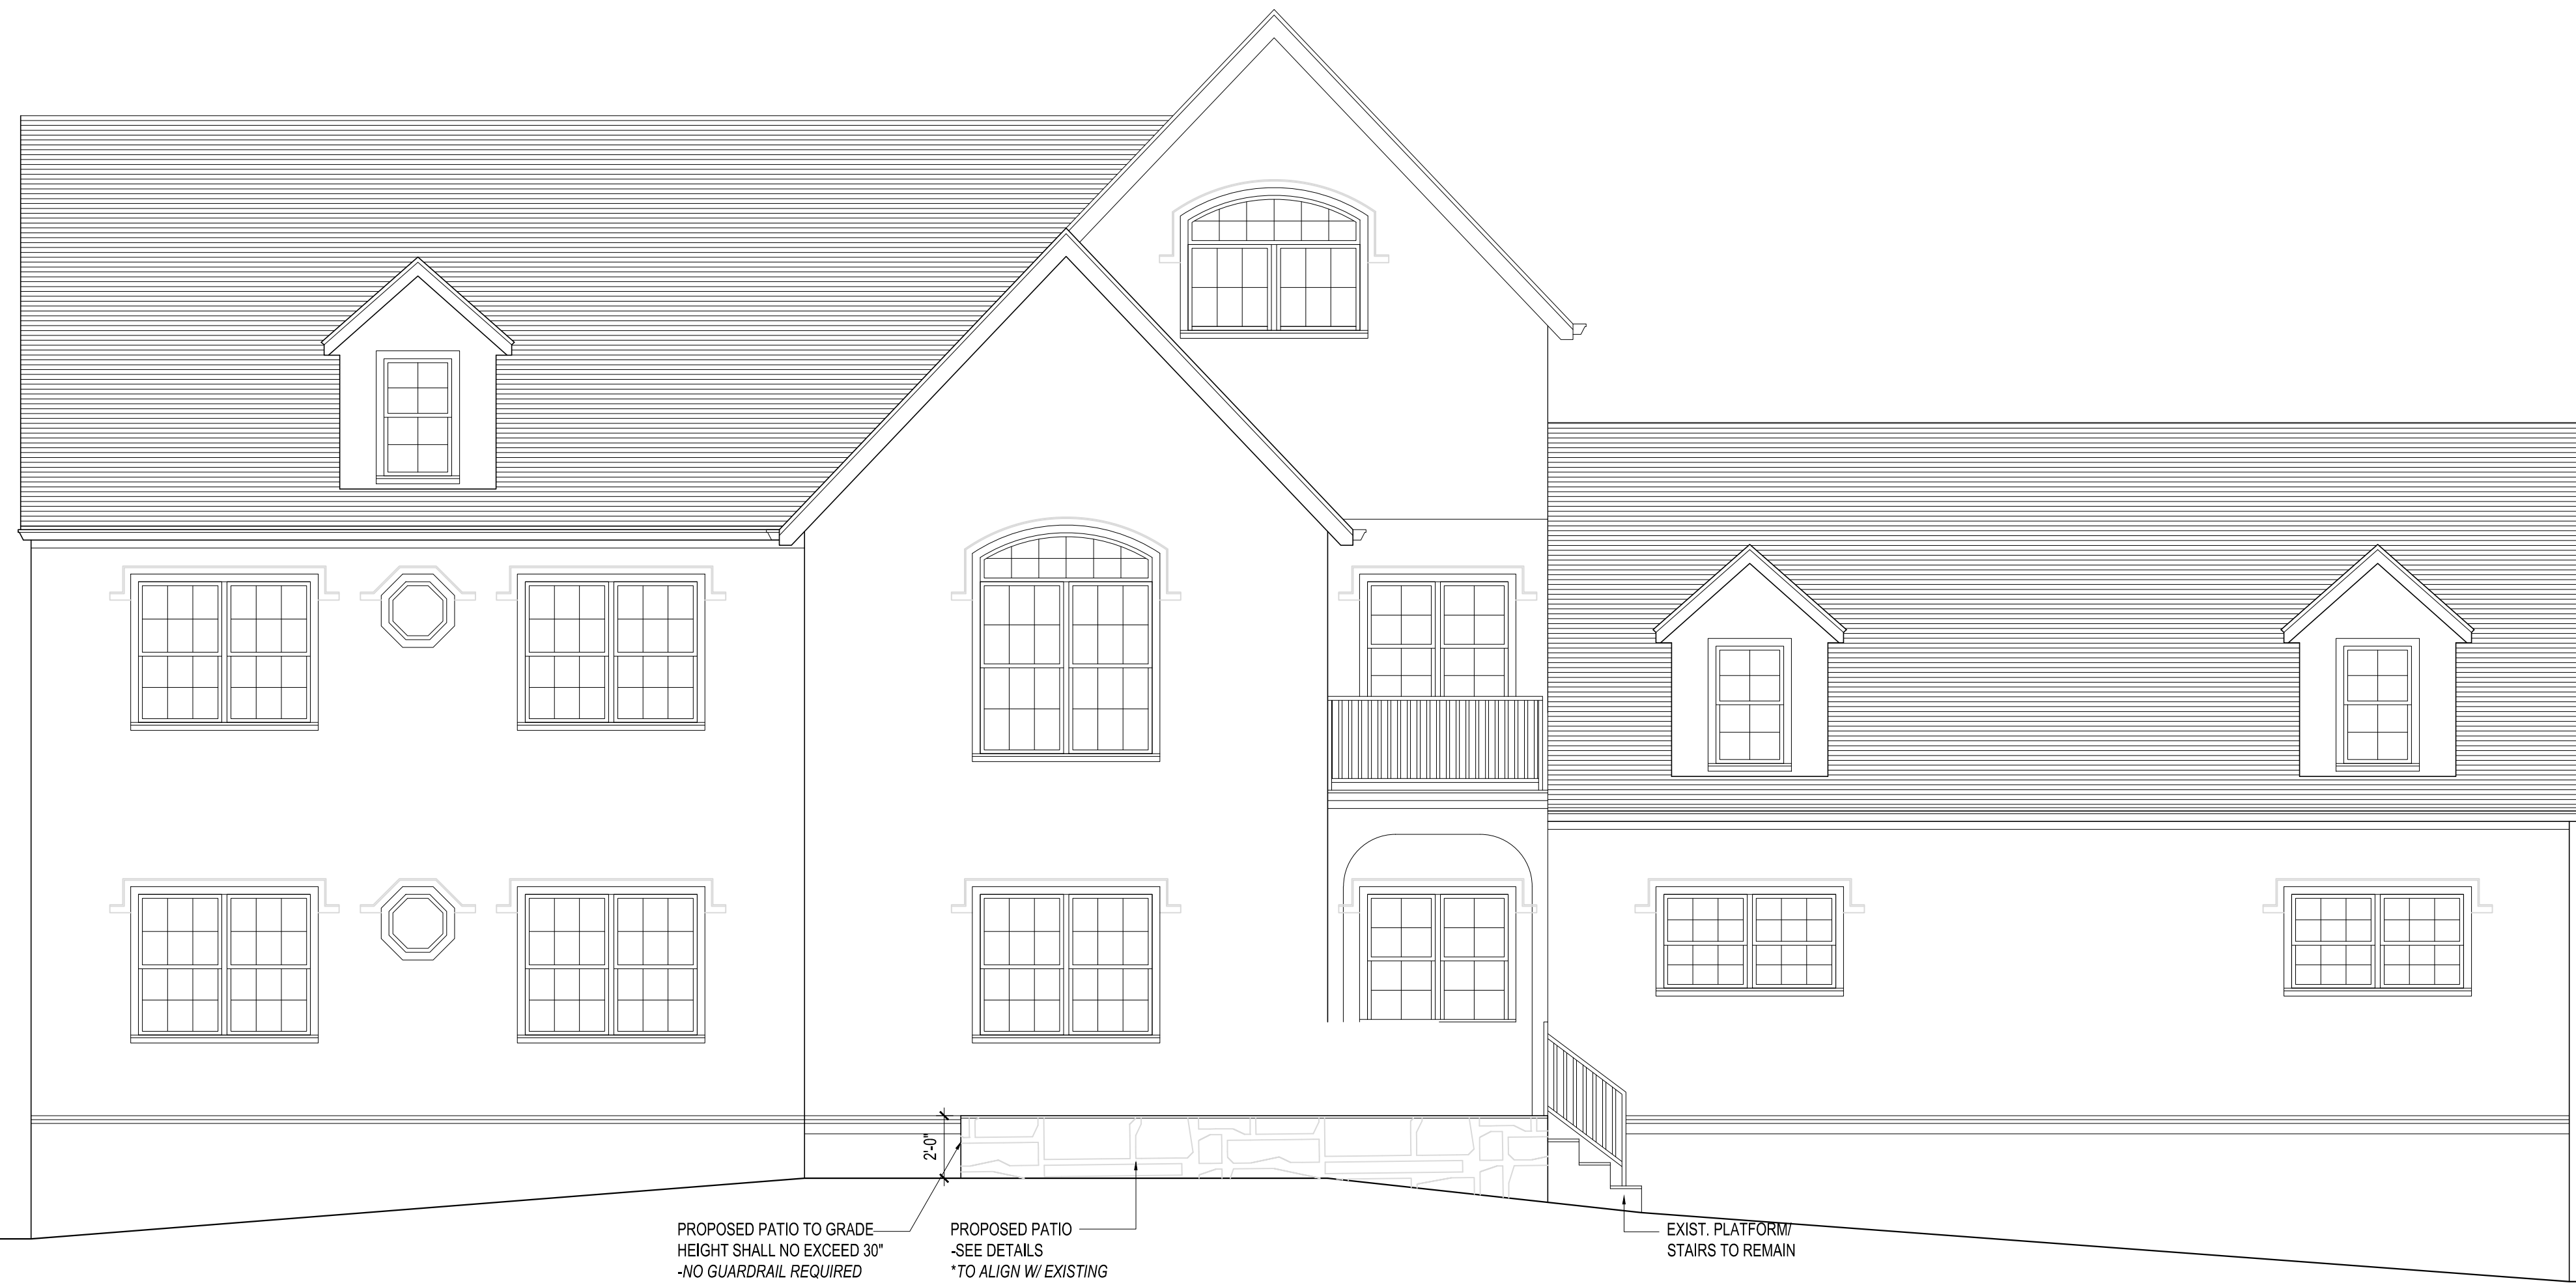 2'-0"
PROPOSED PATIO TO GRADE
HEIGHT SHALL NO EXCEED 30"
-NO GUARDRAIL REQUIRED
PROPOSED PATIO
-SEE DETAILS
*TO ALIGN W/ EXISTING
EXIST. PLATFORM/
STAIRS TO REMAIN